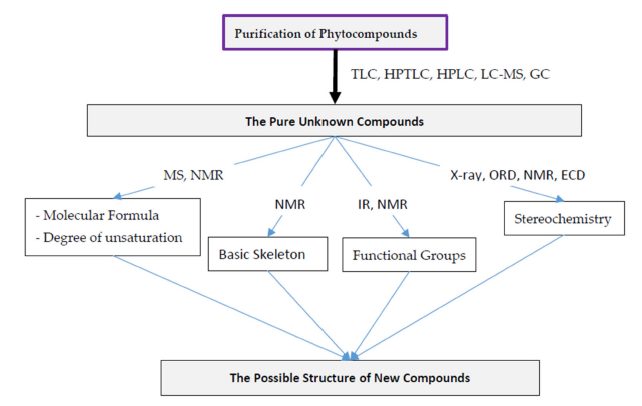 Purification of Phytocompounds
TLC, HPTLC, HPLC, LC-MS, GC
The Pure Unknown Compounds
MS, NMR
X-ray, ORD, NMR, ECD
NMR
IR, NMR
- Molecular Formula
- Degree of unsaturation
Stereochemistry
Basic Skeleton
Functional Groups
The Possible Structure of New Compounds